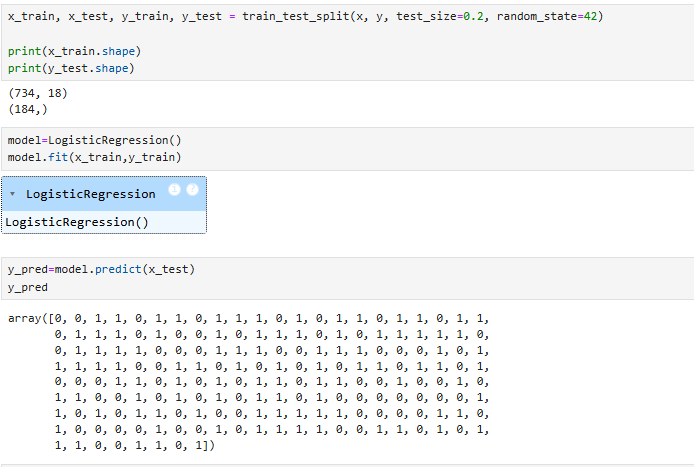 x_train, x_test, y_train, y_test = train_test_split(x, y, test_size=0.2, random_state=42)
print(x_train.shape)
print(y_test.shape)
(734, 18)
(184,)
model=LogisticRegression()
model.fit(x_train,y_train)
LogisticRegression
LogisticRegression()
y_pred=model.predict(x_test)
y_pred
array([0, 0, 1, 1, 0, 1, 1, 0, 1, 1, 1, 0, 1, 0, 1, 1, 0, 1, 1, 0, 1, 1,
0, 1, 1, 1, 0, 1, 0, 0, 1, 0, 1, 1, 1, 0, 1, 0, 1, 1, 1, 1, 1, 0,
0, 1, 1, 1, 1, 0, 0, 0, 1, 1, 1, 0, 0, 1, 1, 1, 0, 0, 0, 1, 0, 1,
1, 1, 1, 1, 0, 0, 1, 1, 0, 1, 0, 1, 0, 1, 0, 1, 1, 0, 1, 1, 0, 1,
0, 0, 0, 1, 1, 0, 1, 0, 1, 0, 1, 1, 0, 1, 1, 0, 0, 1, 0, 0, 1, 0,
1, 1, 0, 0, 1, 0, 1, 0, 1, 0, 1, 1, 0, 1, 0, 0, 0, 0, 0, 0, 0, 1,
1, 0, 1, 0, 1, 1, 0, 1, 0, 0, 1, 1, 1, 1, 1, 0, 0, 0, 0, 1, 1, 0,
1, 0, 0, 0, 0, 1, 0, 0, 1, 0, 1, 1, 1, 1, 0, 0, 1, 1, 0, 1, 0, 1,
1, 1, 0, 0, 1, 1, 0, 1])